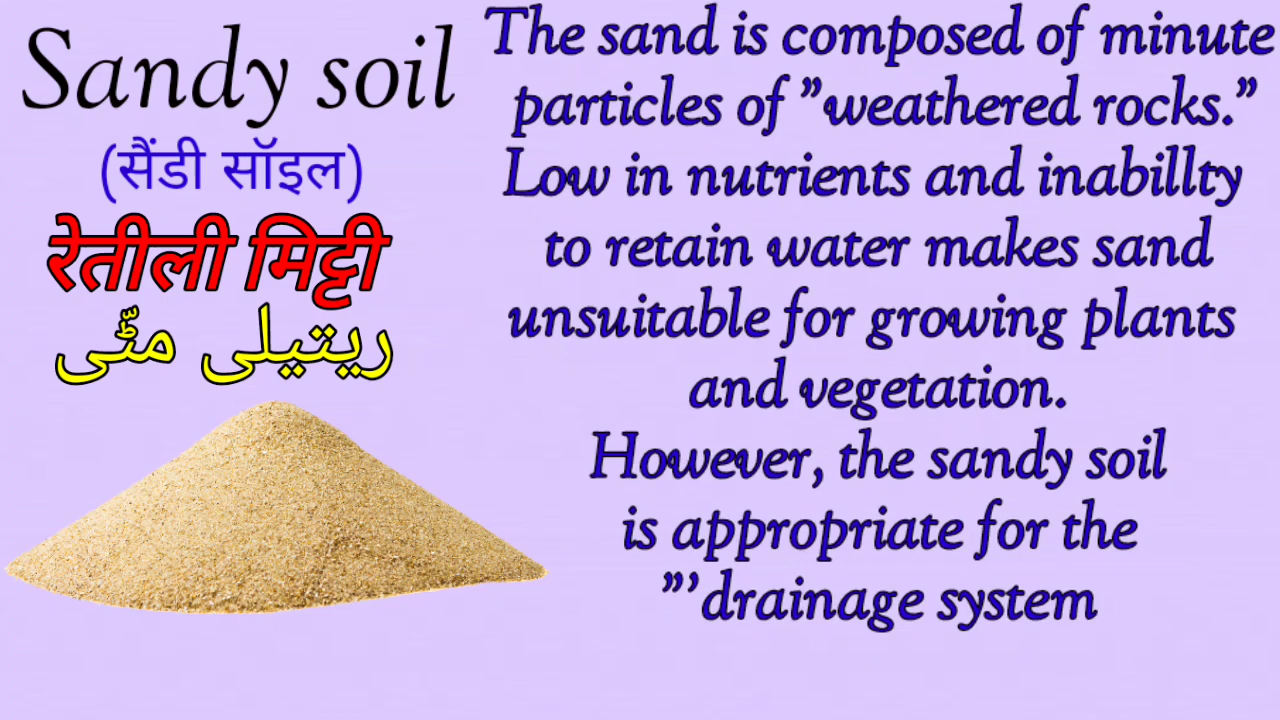 Sandy soil
(सैंडी सॉइल)
रेतीली मिट्टी
ریتیلی مٹّی
The sand is composed of minute
particles of ”weathered rocks.”
Low in nutrients and inabillty
to retain water makes sand
unsuitable for growing plants
and vegetation.
However, the sandy soil
is appropriate for the
”’drainage system